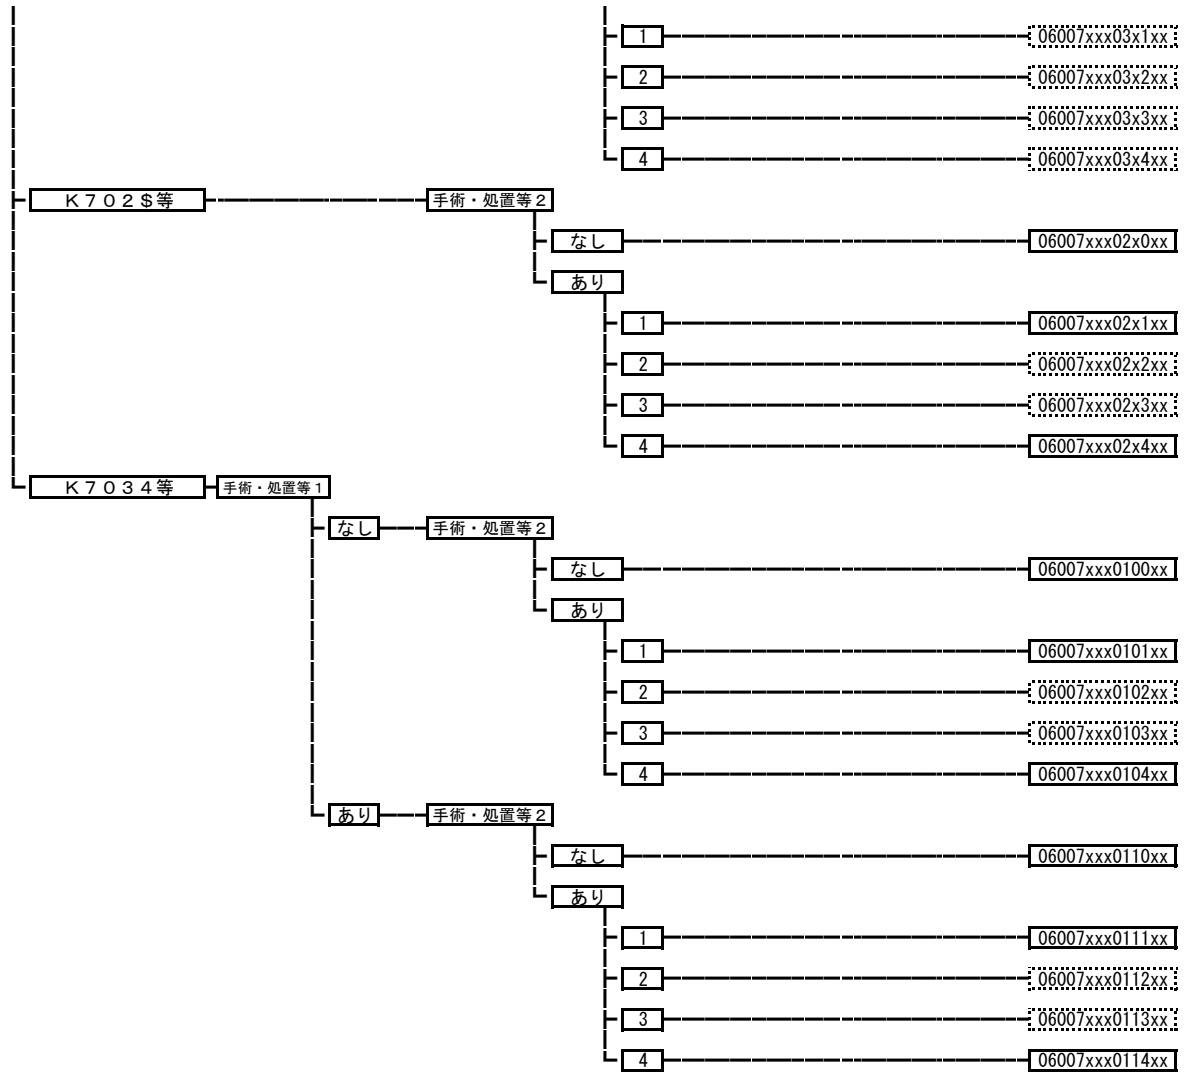 1 06007xxx03x1xx
2 06007xxx03x2xx
3 06007xxx03x3xx
4 06007xxx03x4xx
K702$等 手術・処置等2
なし 06007xxx02x0xx
あり
1 06007xxx02x1xx
2 06007xxx02x2xx
3 06007xxx02x3xx
4 06007xxx02x4xx
K7034等 手術・処置等1
なし 手術・処置等2
なし 06007xxx0100xx
あり
1 06007xxx0101xx
2 06007xxx0102xx
3 06007xxx0103xx
4 06007xxx0104xx
あり 手術・処置等2
なし 06007xxx0110xx
あり
1 06007xxx0111xx
2 06007xxx0112xx
3 06007xxx0113xx
4 06007xxx0114xx